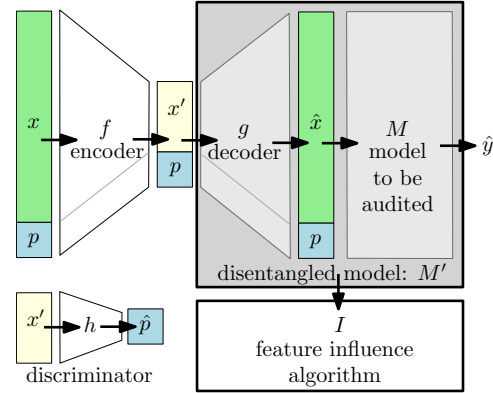 x
p
f
encoder
x′
p
g
decoder
x̂
p
M
model
to be
audited
ŷ
disentangled model: M′
x′
h
p̂
discriminator
I
feature influence
algorithm